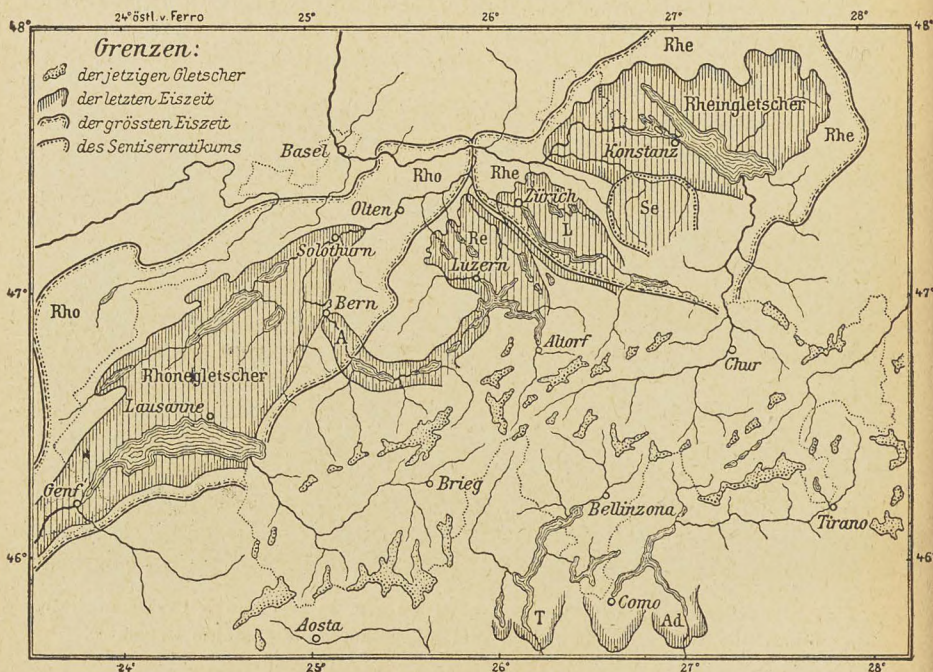 24° östl. v. Ferro 25° 26° 27° 28°
48° 48°
Grenzen:
der jetzigen Gletscher
der letzten Eiszeit
der grössten Eiszeit
des Sentiserratikums
Rhe
Rheingletscher
Rhe
Konstanz
Basel
Rho
Rhe
Olten
Zürich
Se
L
Solothurn
Re
Luzern
47° 47°
Rho
Bern
A
Altorf
Chur
Rhonegletscher
Lausanne
Genf
Brieg
Bellinzona
Tirano
46° 46°
Como
T
Ad.
Aosta
24° 25° 26° 27° 28°